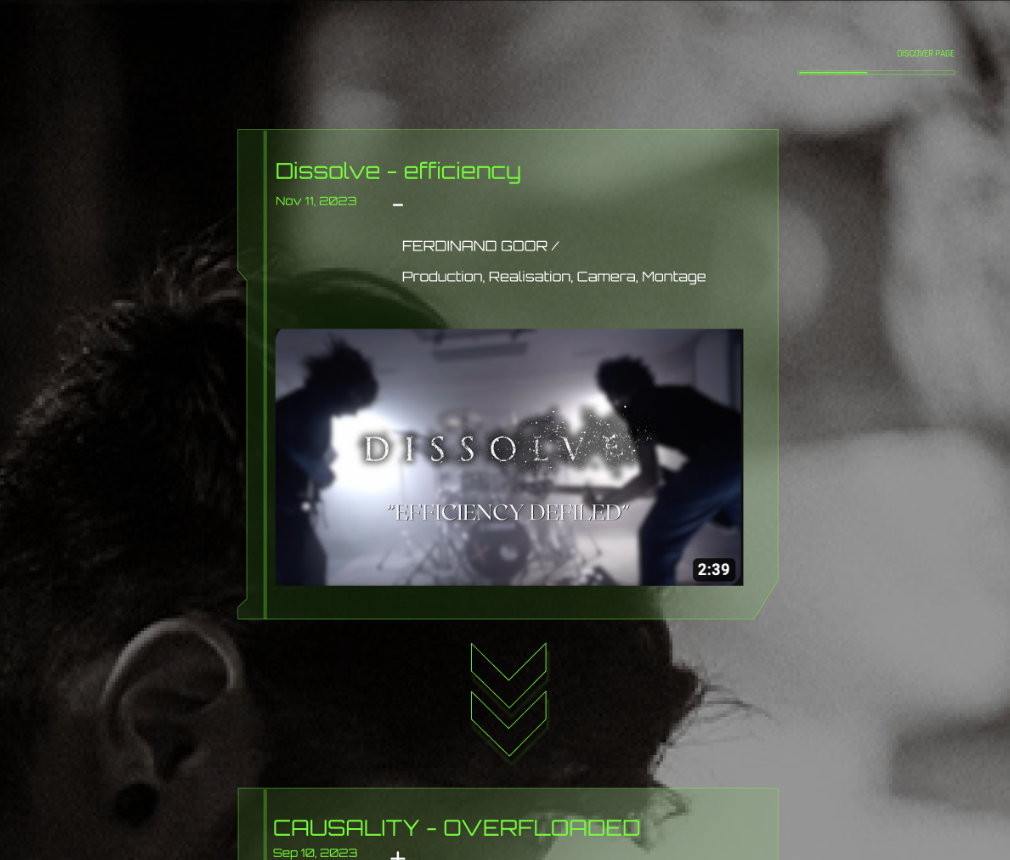 DISCOVER PAGE
Dissolve - efficiency
Nov 11, 2023 -
FERDINAND GOOR /
Production, Realisation, Camera, Montage
DISSOLVE
"EFFICIENCY DEFILED"
2:39
CAUSALITY - OVERFLOADED
Sep 10, 2023 +